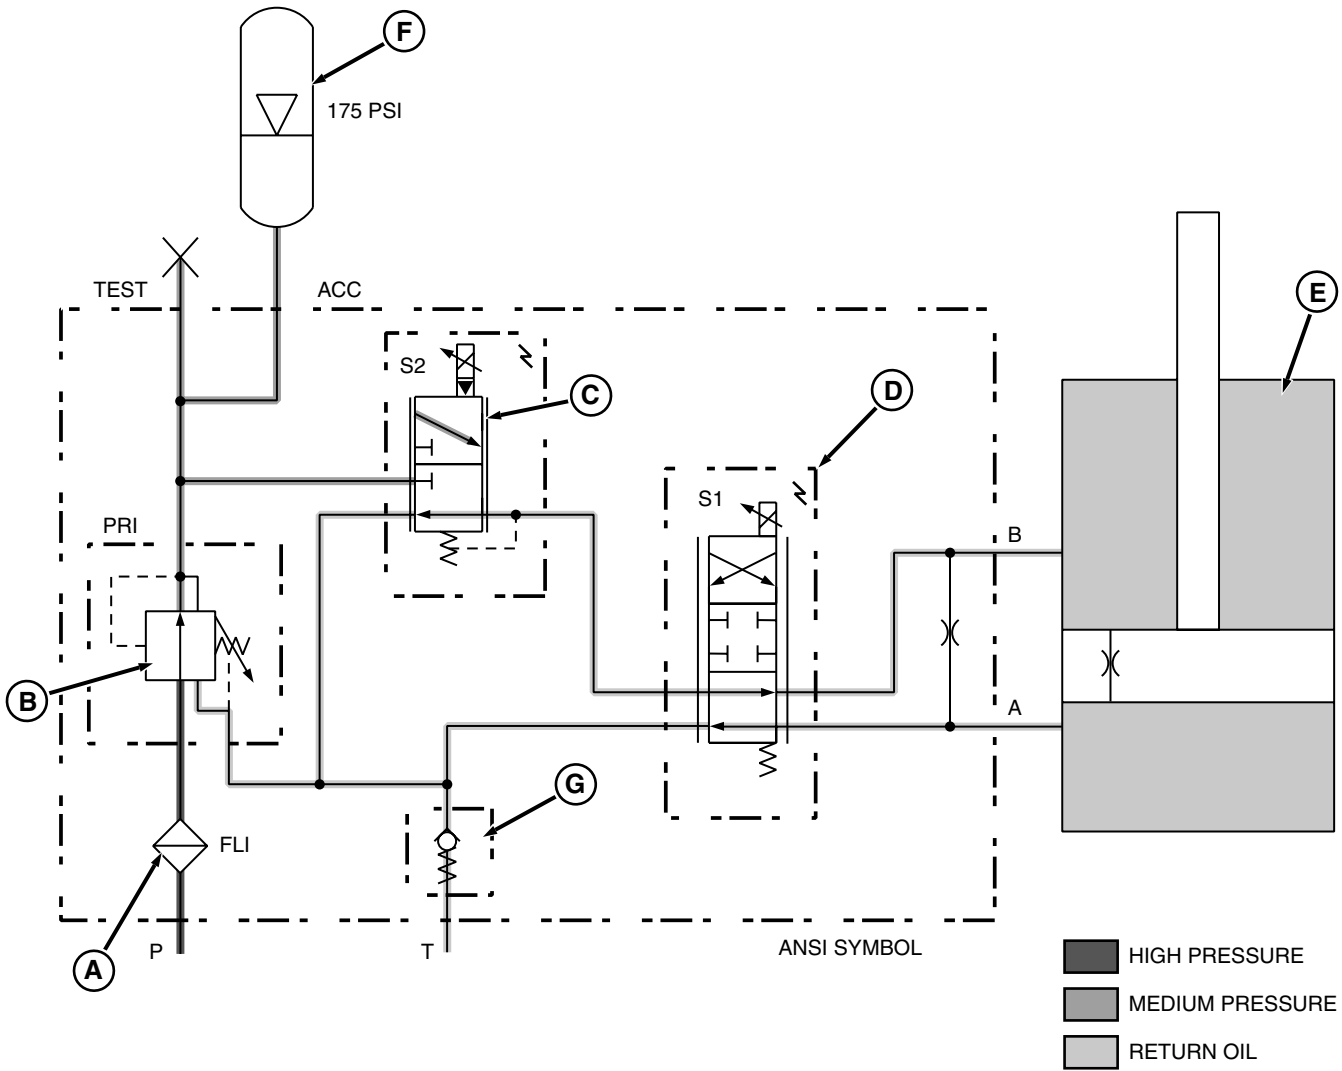 F
175 PSI
TEST
ACC
E
S2
C
D
S1
PRI
B
B
A
G
FLI
P
T
ANSI SYMBOL
A
HIGH PRESSURE
MEDIUM PRESSURE
RETURN OIL